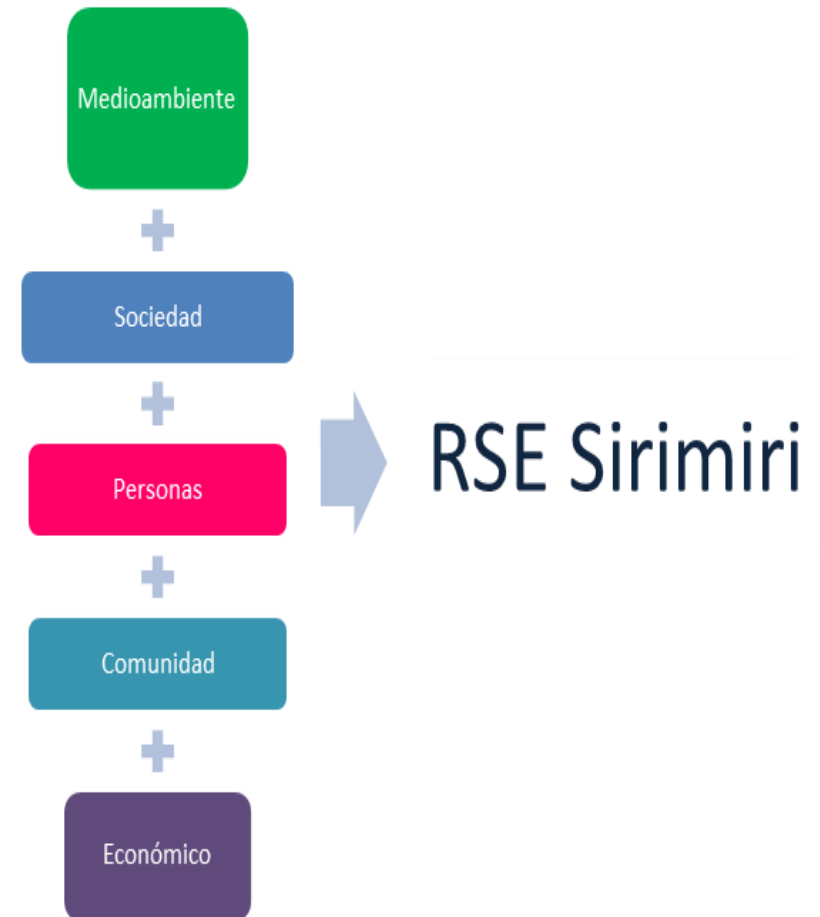 Medioambiente
Sociedad
Personas
Comunidad
Económico
RSE Sirimiri